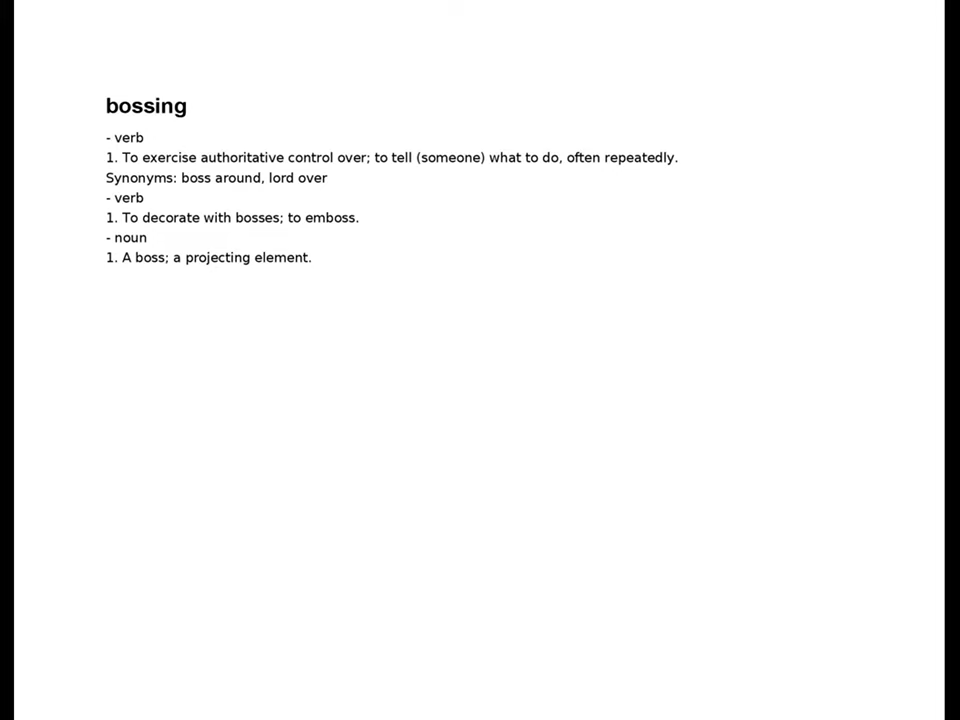 bossing
- verb
1. To exercise authoritative control over; to tell (someone) what to do, often repeatedly.
Synonyms: boss around, lord over
- verb
1. To decorate with bosses; to emboss.
- noun
1. A boss; a projecting element.